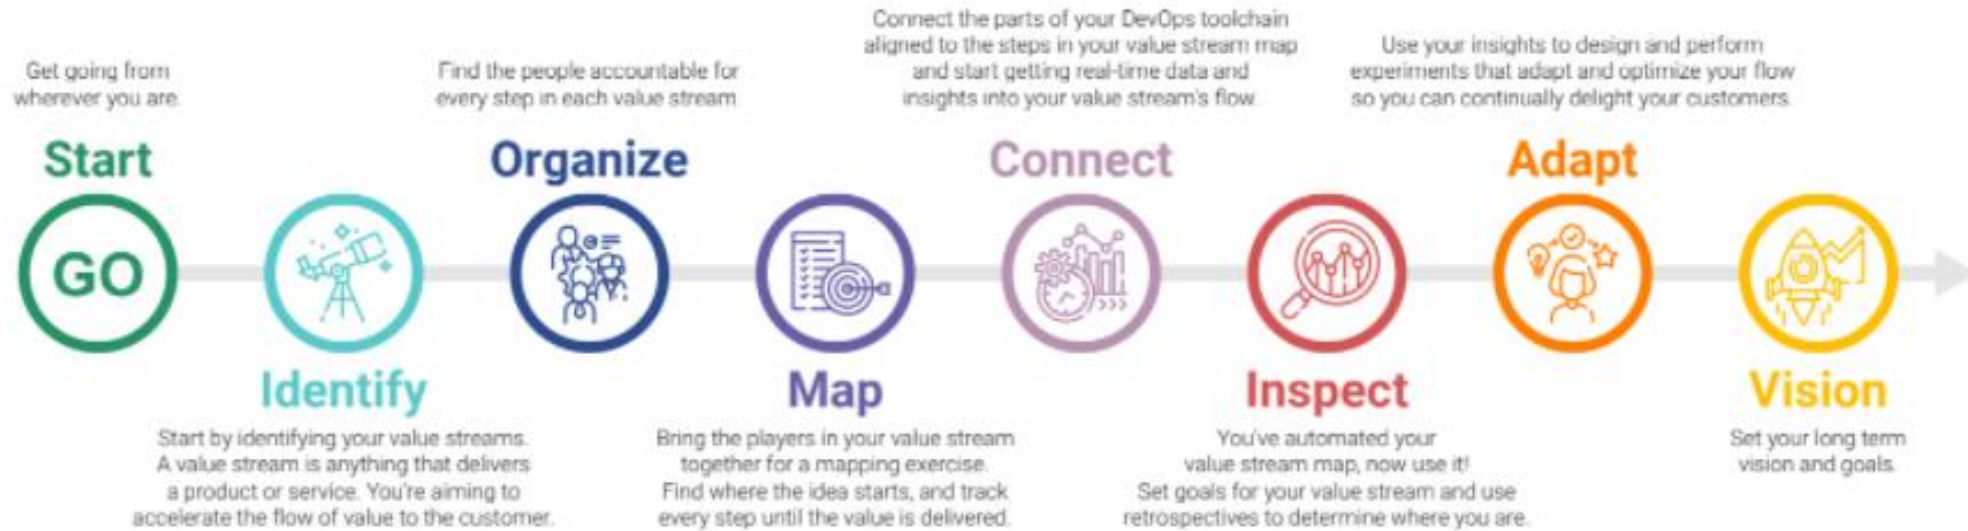 Get going from
wherever you are.
Start
GO
Identify
Start by identifying your value streams.
A value stream is anything that delivers
a product or service. You're aiming to
accelerate the flow of value to the customer.
Find the people accountable for
every step in each value stream.
Organize
Map
Bring the players in your value stream
together for a mapping exercise.
Find where the idea starts, and track
every step until the value is delivered.
Connect the parts of your DevOps toolchain
aligned to the steps in your value stream map
and start getting real-time data and
insights into your value stream's flow.
Connect
Inspect
You've automated your
value stream map, now use it!
Set goals for your value stream and use
retrospectives to determine where you are.
Use your insights to design and perform
experiments that adapt and optimize your flow
so you can continually delight your customers.
Adapt
Vision
Set your long term
vision and goals.